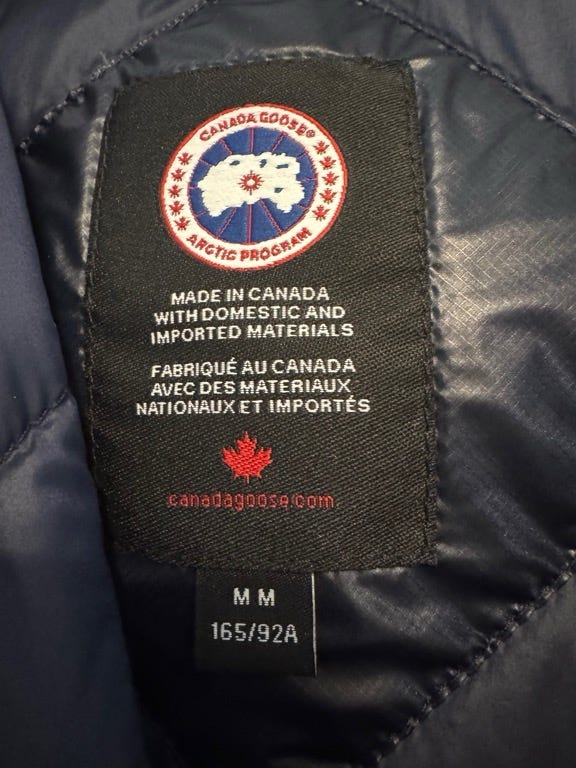 CANADA GOOSE®
ARCTIC PROGRAM
MADE IN CANADA
WITH DOMESTIC AND
IMPORTED MATERIALS
FABRIQUÉ AU CANADA
AVEC DES MATERIAUX
NATIONAUX ET IMPORTÉS
canadagoose.com
M M
165/92A